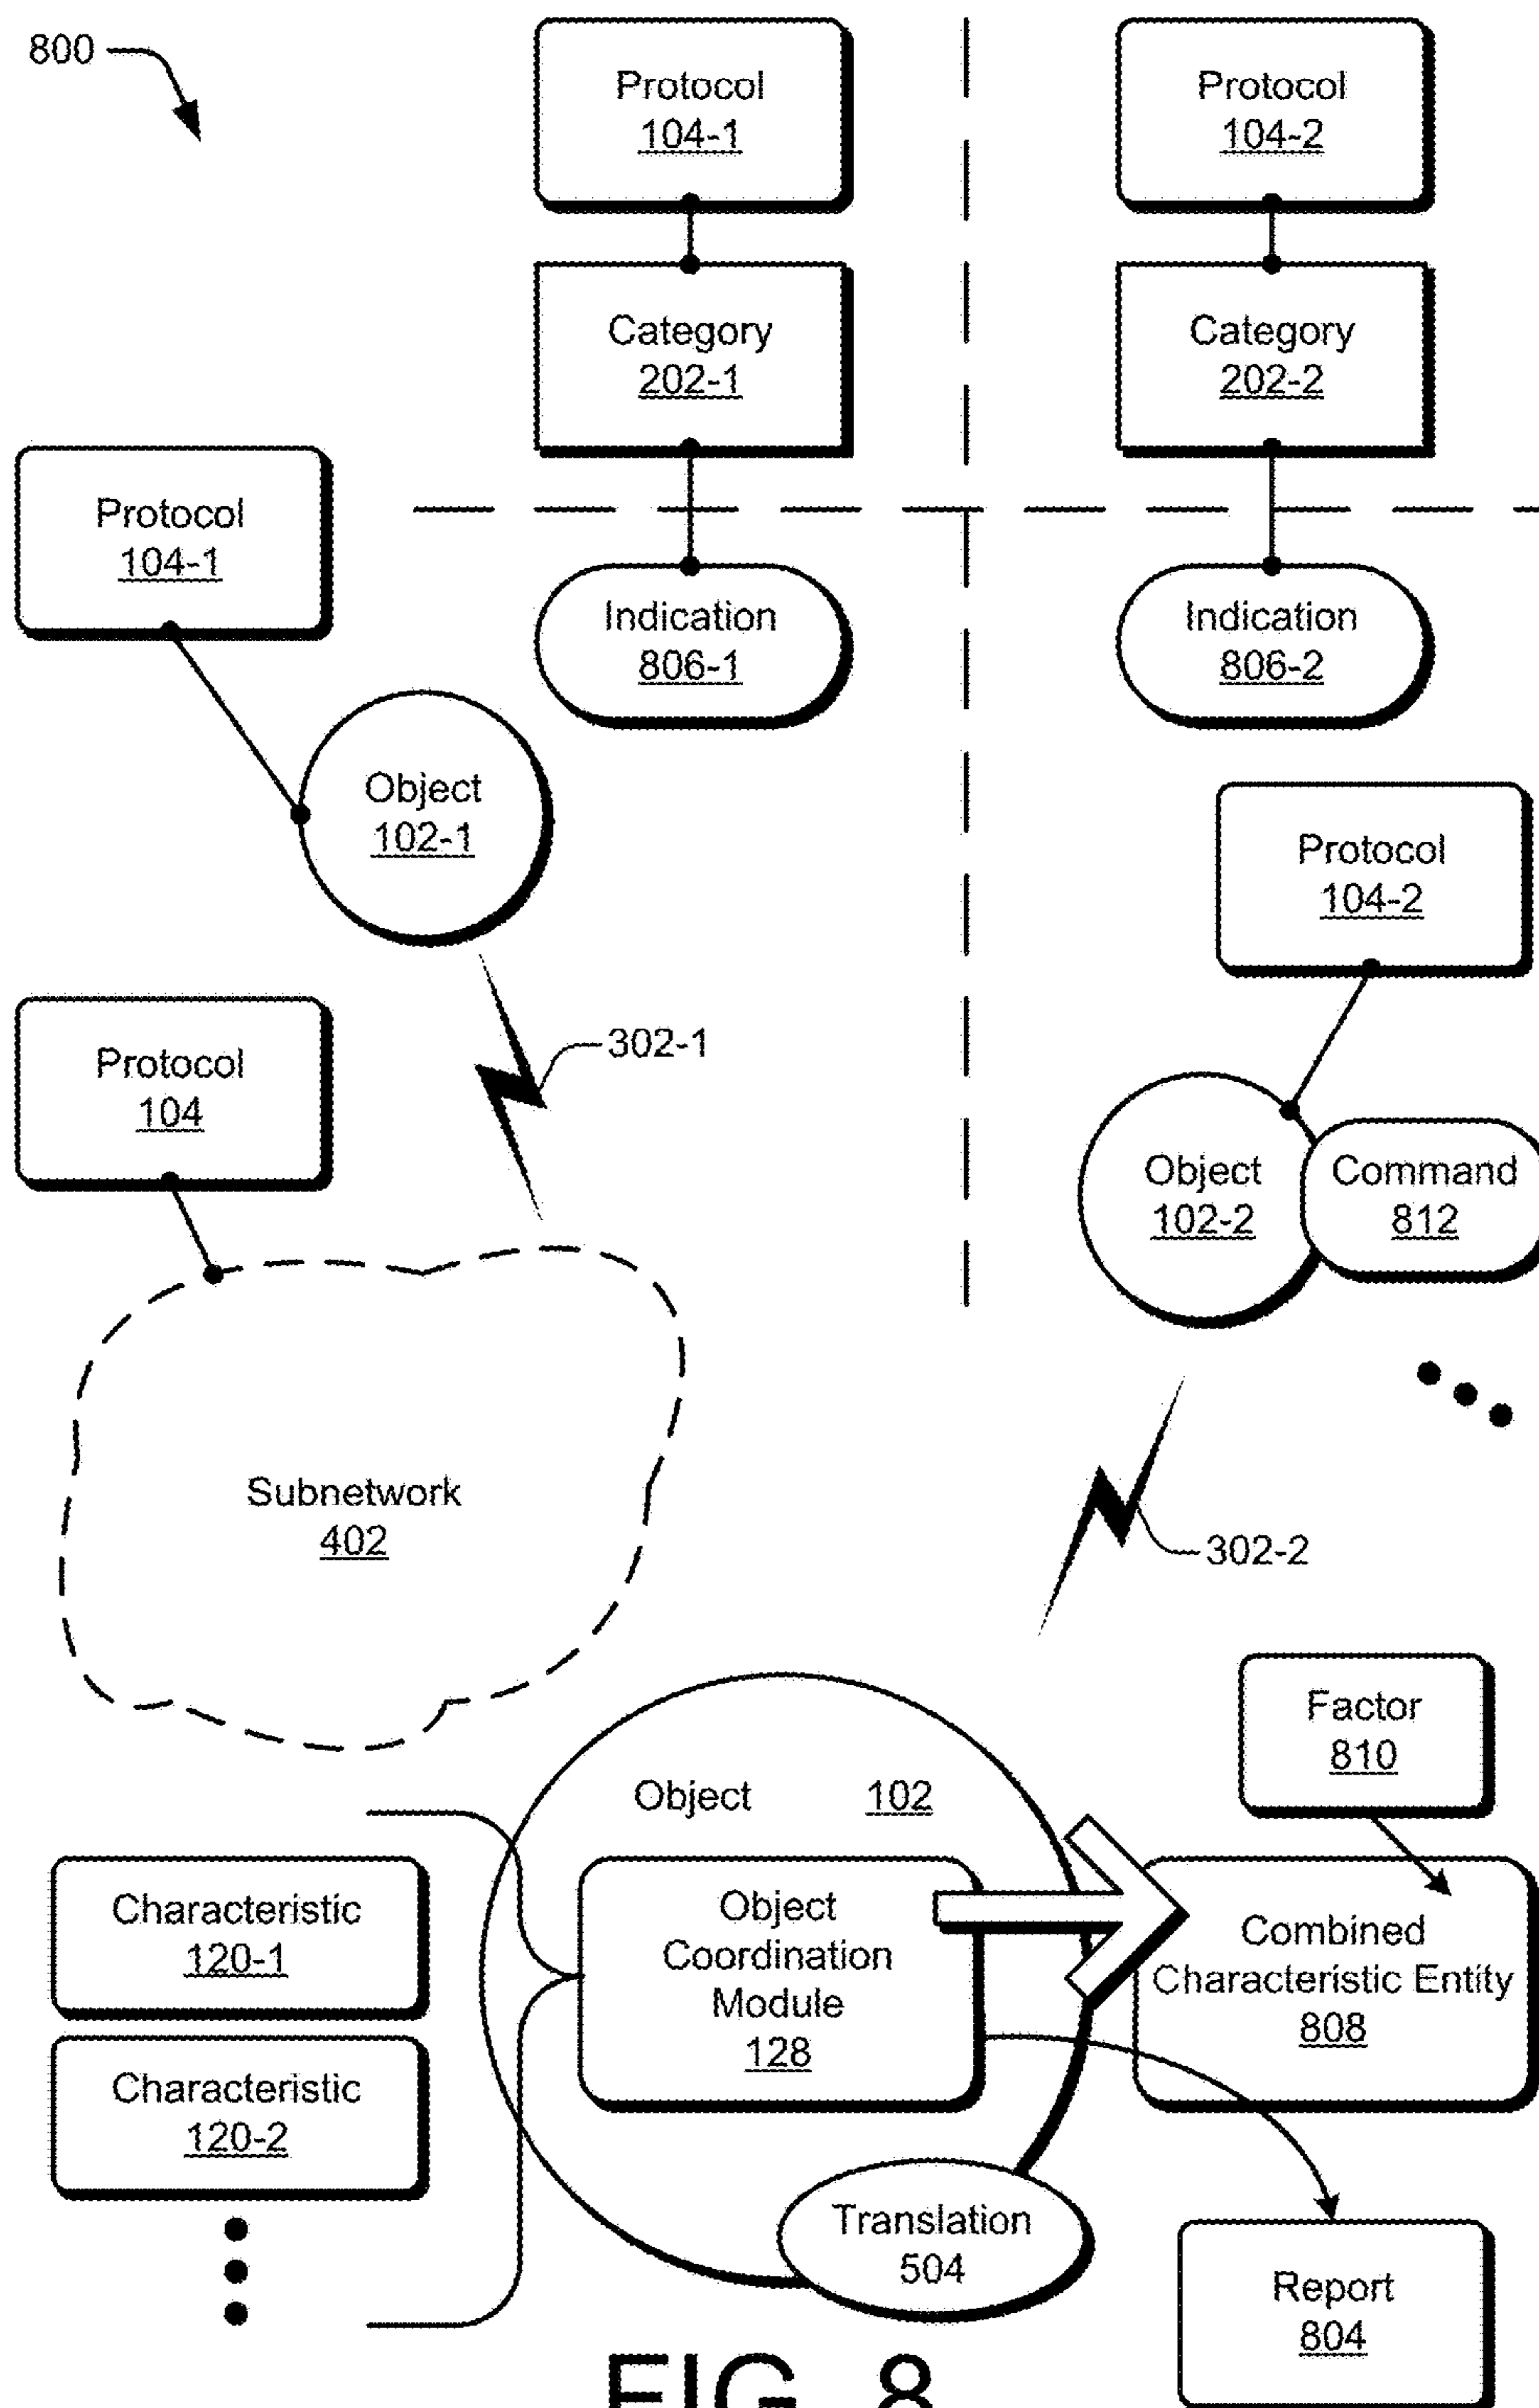 800
Protocol
104-1
Protocol
104-2
Category
202-1
Category
202-2
Protocol
104-1
Indication
806-1
Indication
806-2
Object
102-1
Protocol
104-2
Protocol
104
302-1
Object
102-2
Command
812
Subnetwork
402
302-2
Factor
810
Object 102
Characteristic
120-1
Object
Coordination
Module
128
Combined
Characteristic Entity
808
Characteristic
120-2
Translation
504
Report
804
FIG. 8